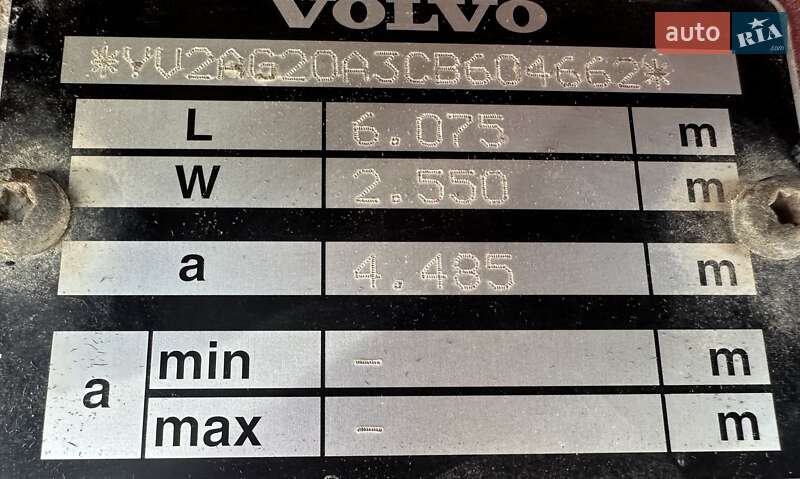 VOLVO
auto RIA.com
*YV2AG20A3CB604662*
L 6.075 m
W 2.550 m
a 4.485 m
a min - m
max - m